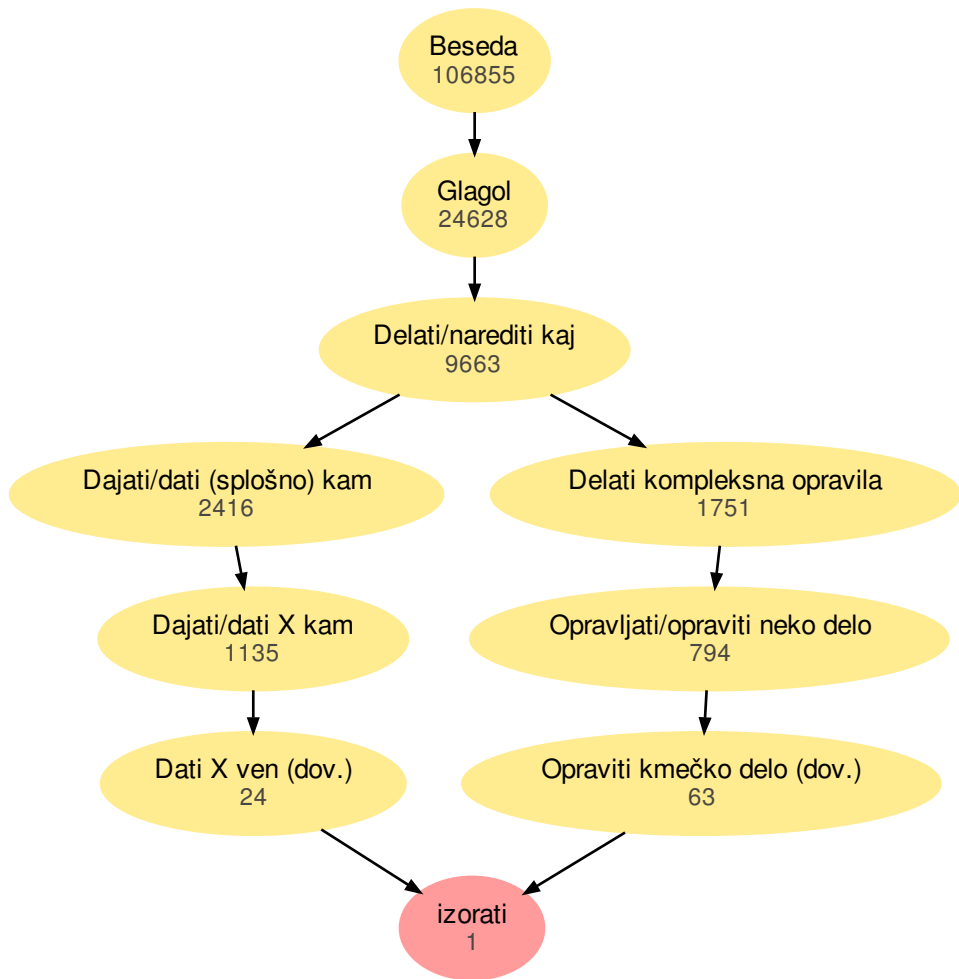 Beseda
106855
Glagol
24628
Delati/narediti kaj
9663
Dajati/dati (splošno) kam
2416
Delati kompleksna opravila
1751
Dajati/dati X kam
1135
Opravljati/opraviti neko delo
794
Dati X ven (dov.)
24
Opraviti kmečko delo (dov.)
63
izorati
1